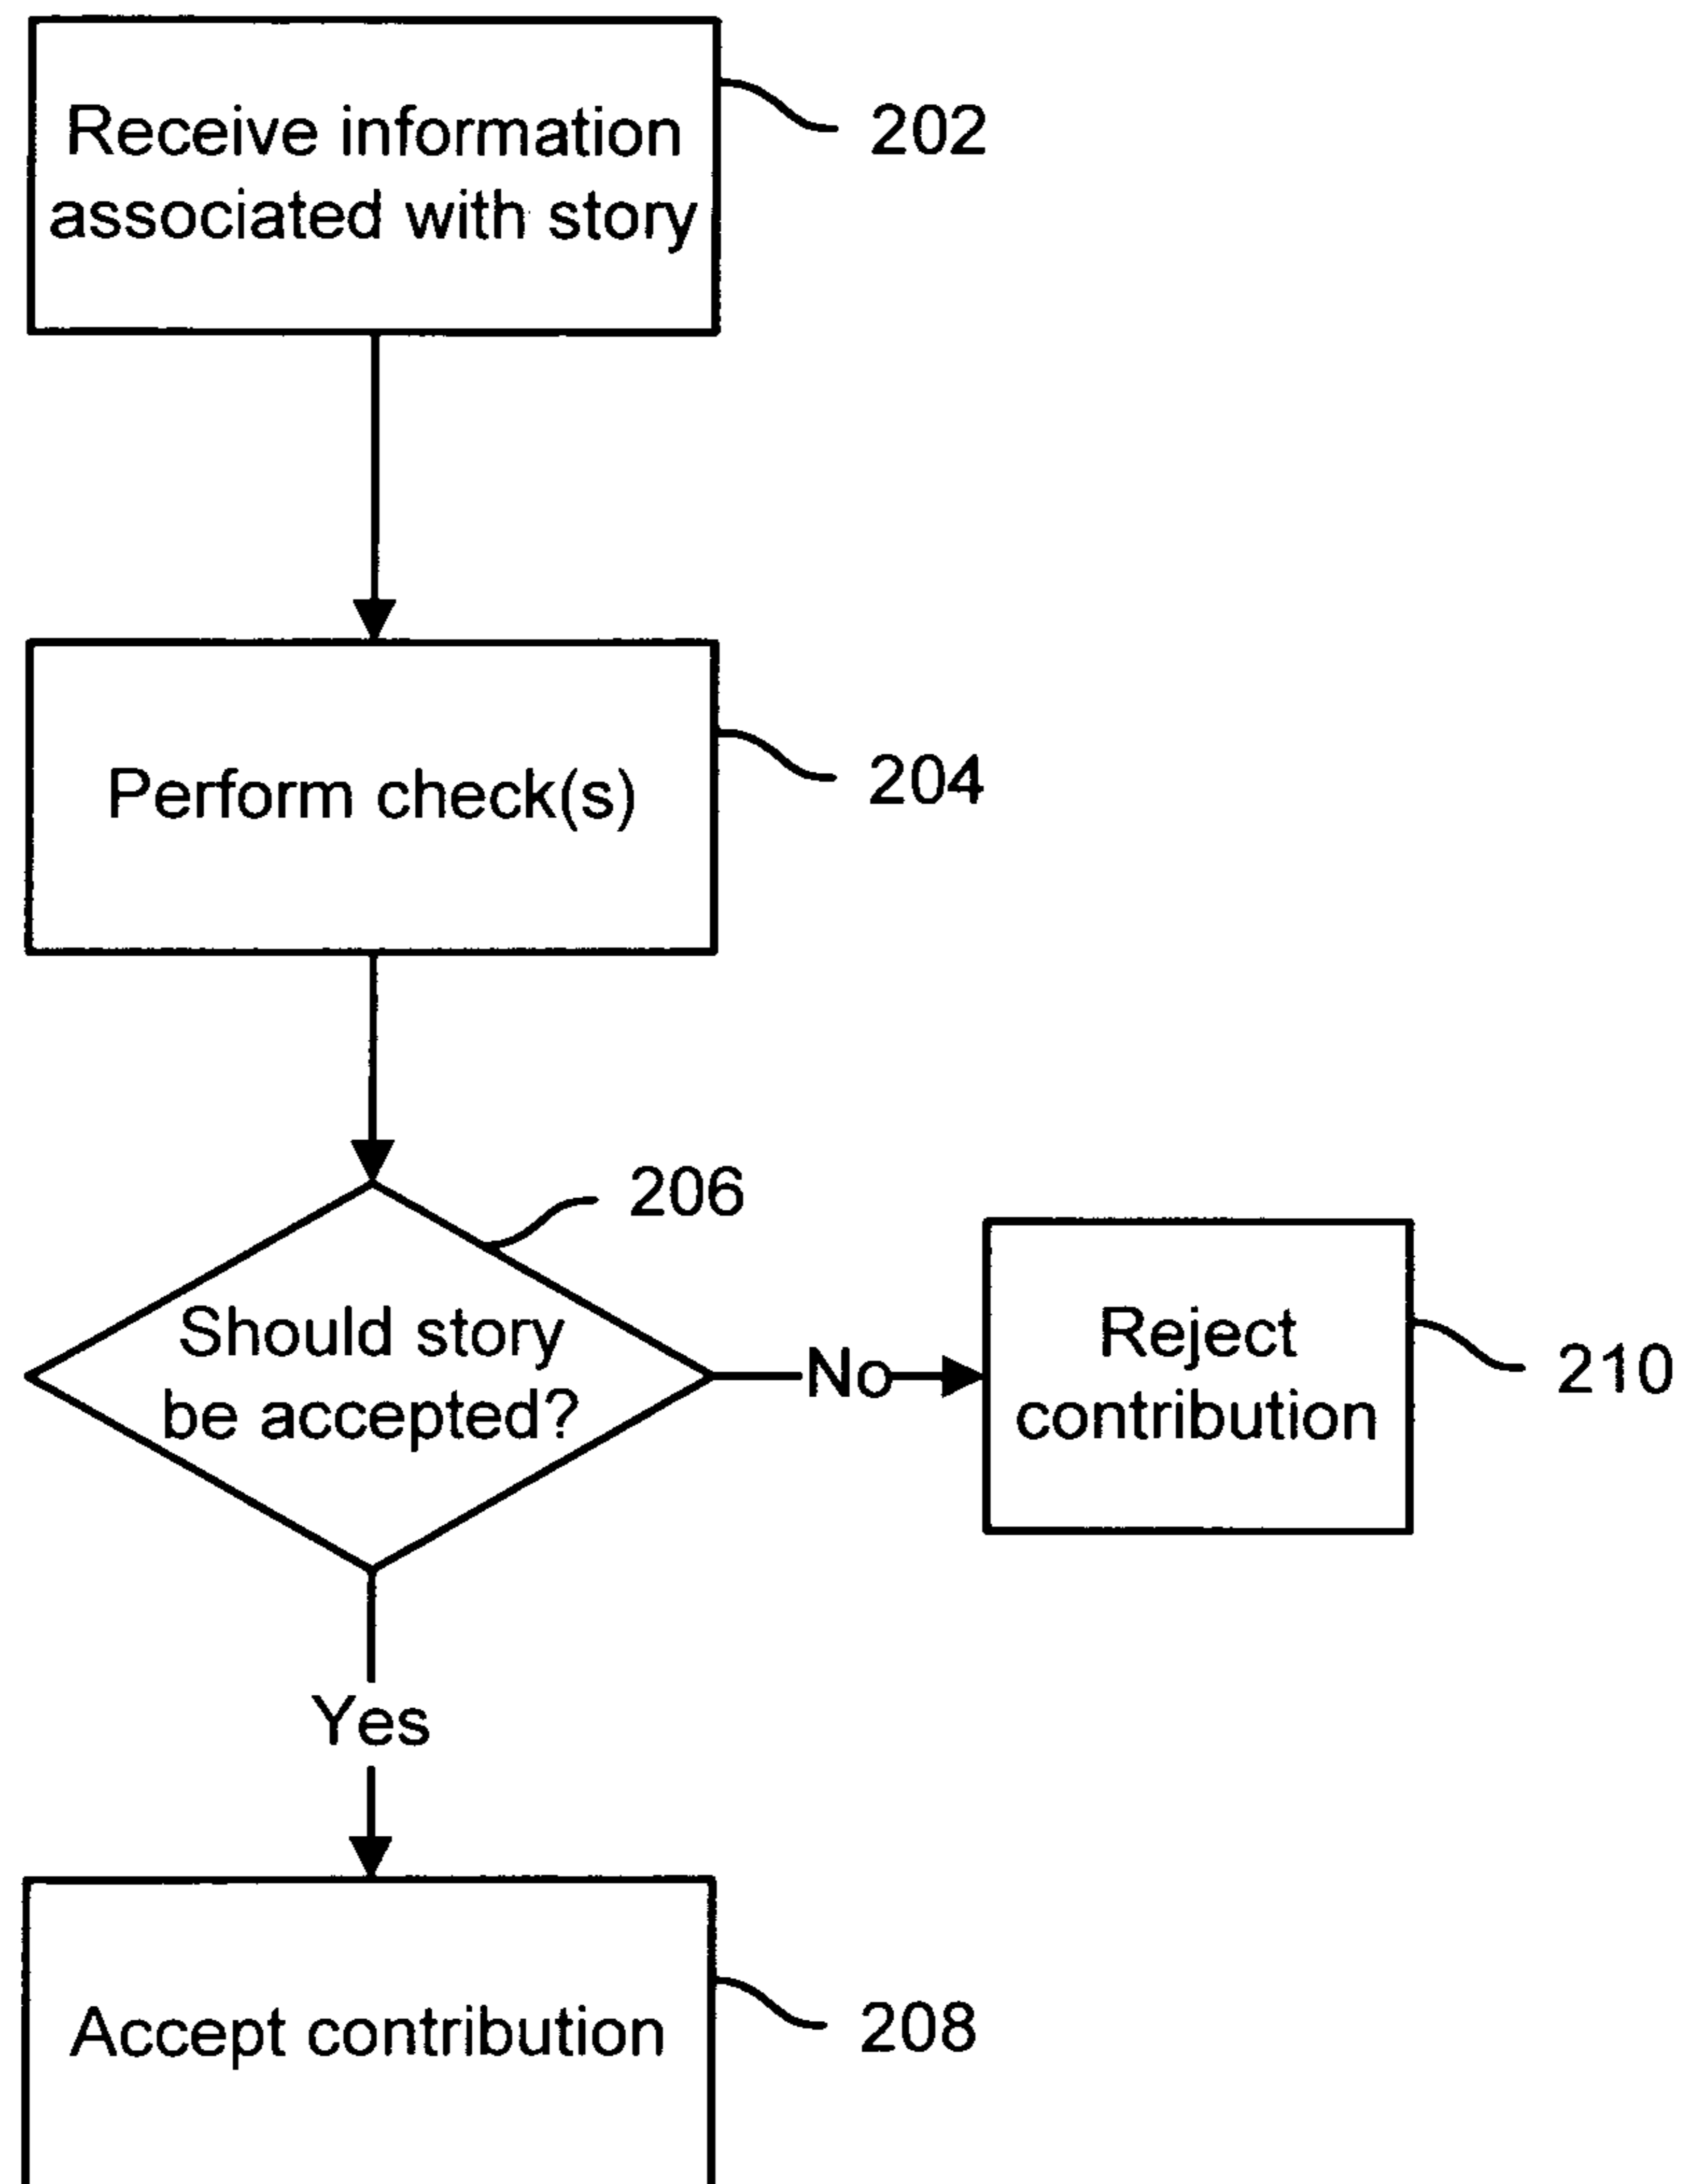 Receive information
associated with story
202
Perform check(s)
204
206
Should story
be accepted?
No
Reject
contribution
210
Yes
Accept contribution
208